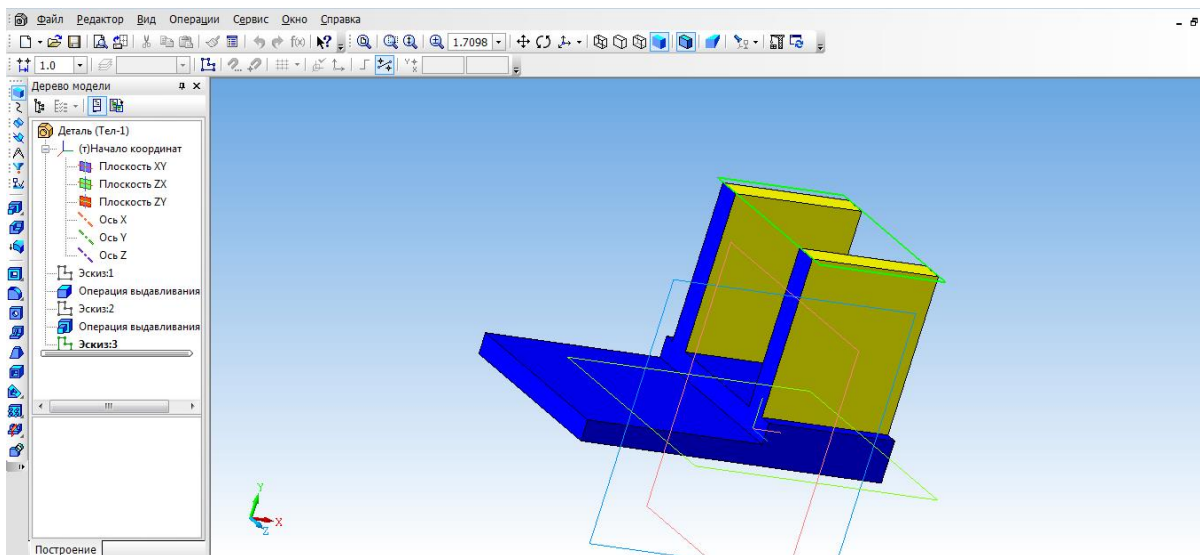 Файл Редактор Вид Операции Сервис Окно Справка
1.7098
1.0
Дерево модели
Деталь (Тел-1)
(т)Начало координат
Плоскость XY
Плоскость ZX
Плоскость ZY
Ось X
Ось Y
Ось Z
Эскиз:1
Операция выдавливания
Эскиз:2
Операция выдавливания
Эскиз:3
Построение
Y
X
Z